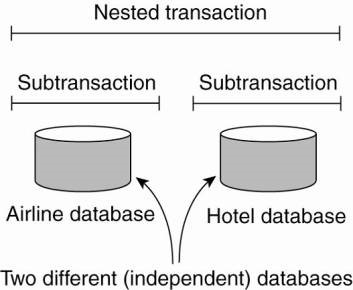 Nested transaction
Subtransaction
Subtransaction
Airline database
Hotel database
Two different (independent) databases